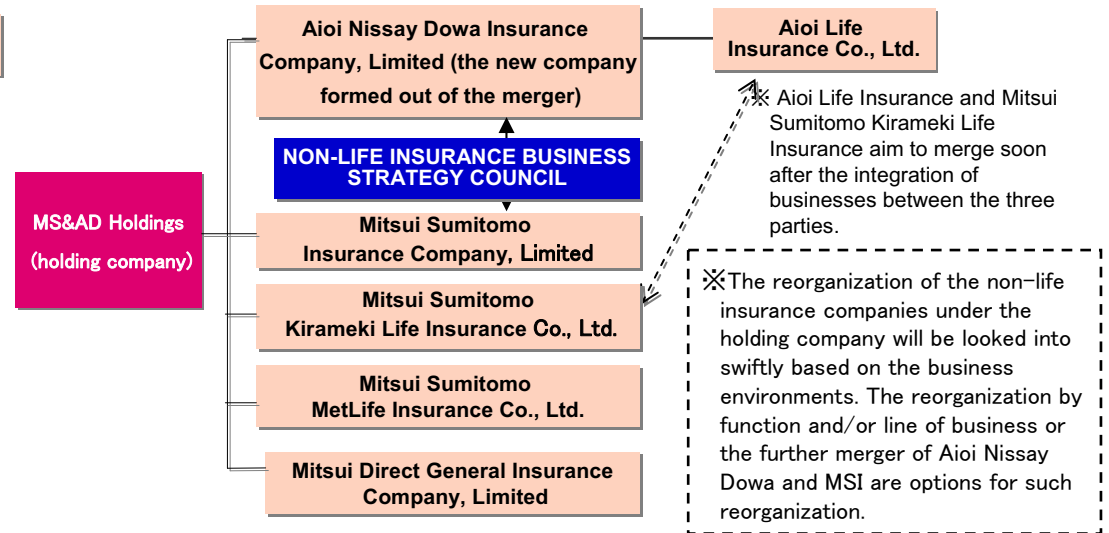 Aioi Nissay Dowa Insurance
Company, Limited (the new company
formed out of the merger)
Aioi Life
Insurance Co., Ltd.
※ Aioi Life Insurance and Mitsui
Sumitomo Kirameki Life
Insurance aim to merge soon
after the integration of
businesses between the three
parties.
NON-LIFE INSURANCE BUSINESS
STRATEGY COUNCIL
MS&AD Holdings
(holding company)
Mitsui Sumitomo
Insurance Company, Limited
Mitsui Sumitomo
Kirameki Life Insurance Co., Ltd.
Mitsui Sumitomo
MetLife Insurance Co., Ltd.
Mitsui Direct General Insurance
Company, Limited
※The reorganization of the non-life
insurance companies under the
holding company will be looked into
swiftly based on the business
environments. The reorganization by
function and/or line of business or
the further merger of Aioi Nissay
Dowa and MSI are options for such
reorganization.